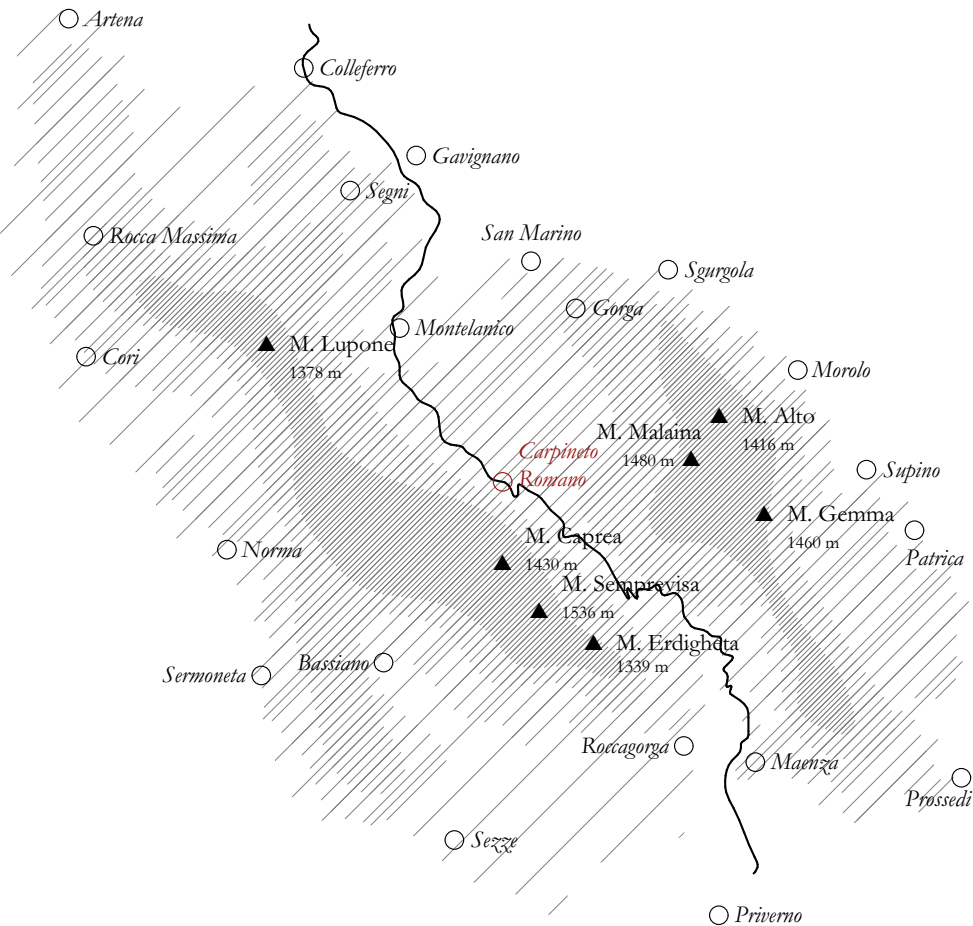 Artena
Colleferro
Gavignano
Segni
Rocca Massima
San Marino
Sgurgola
Gorga
Montelanico
M. Lupone
1378 m
Cori
Morolo
M. Alto
1416 m
M. Malaina
1480 m
Carpineto
Romano
Supino
M. Gemma
1460 m
Patrica
M. Caprea
1430 m
Norma
M. Semprevisa
1536 m
M. Erdigheta
1339 m
Bassiano
Sermoneta
Roccagorga
Maenza
Prossedi
Sezze
Priverno